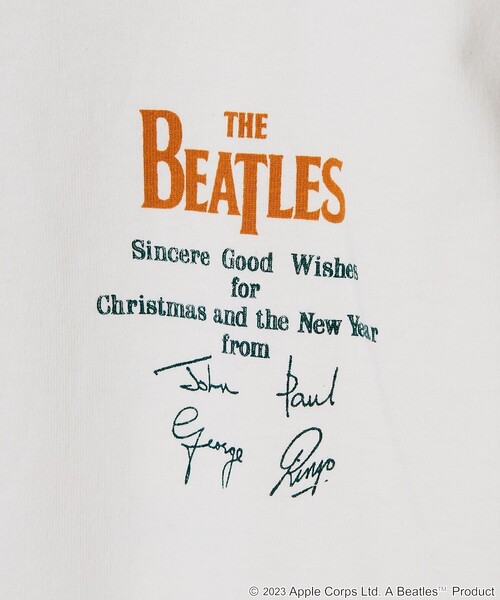 THE
BEATLES
Sincere Good Wishes
for
Christmas and the New Year
from
John Paul
George Ringo
© 2023 Apple Corps Ltd. A Beatles™ Product